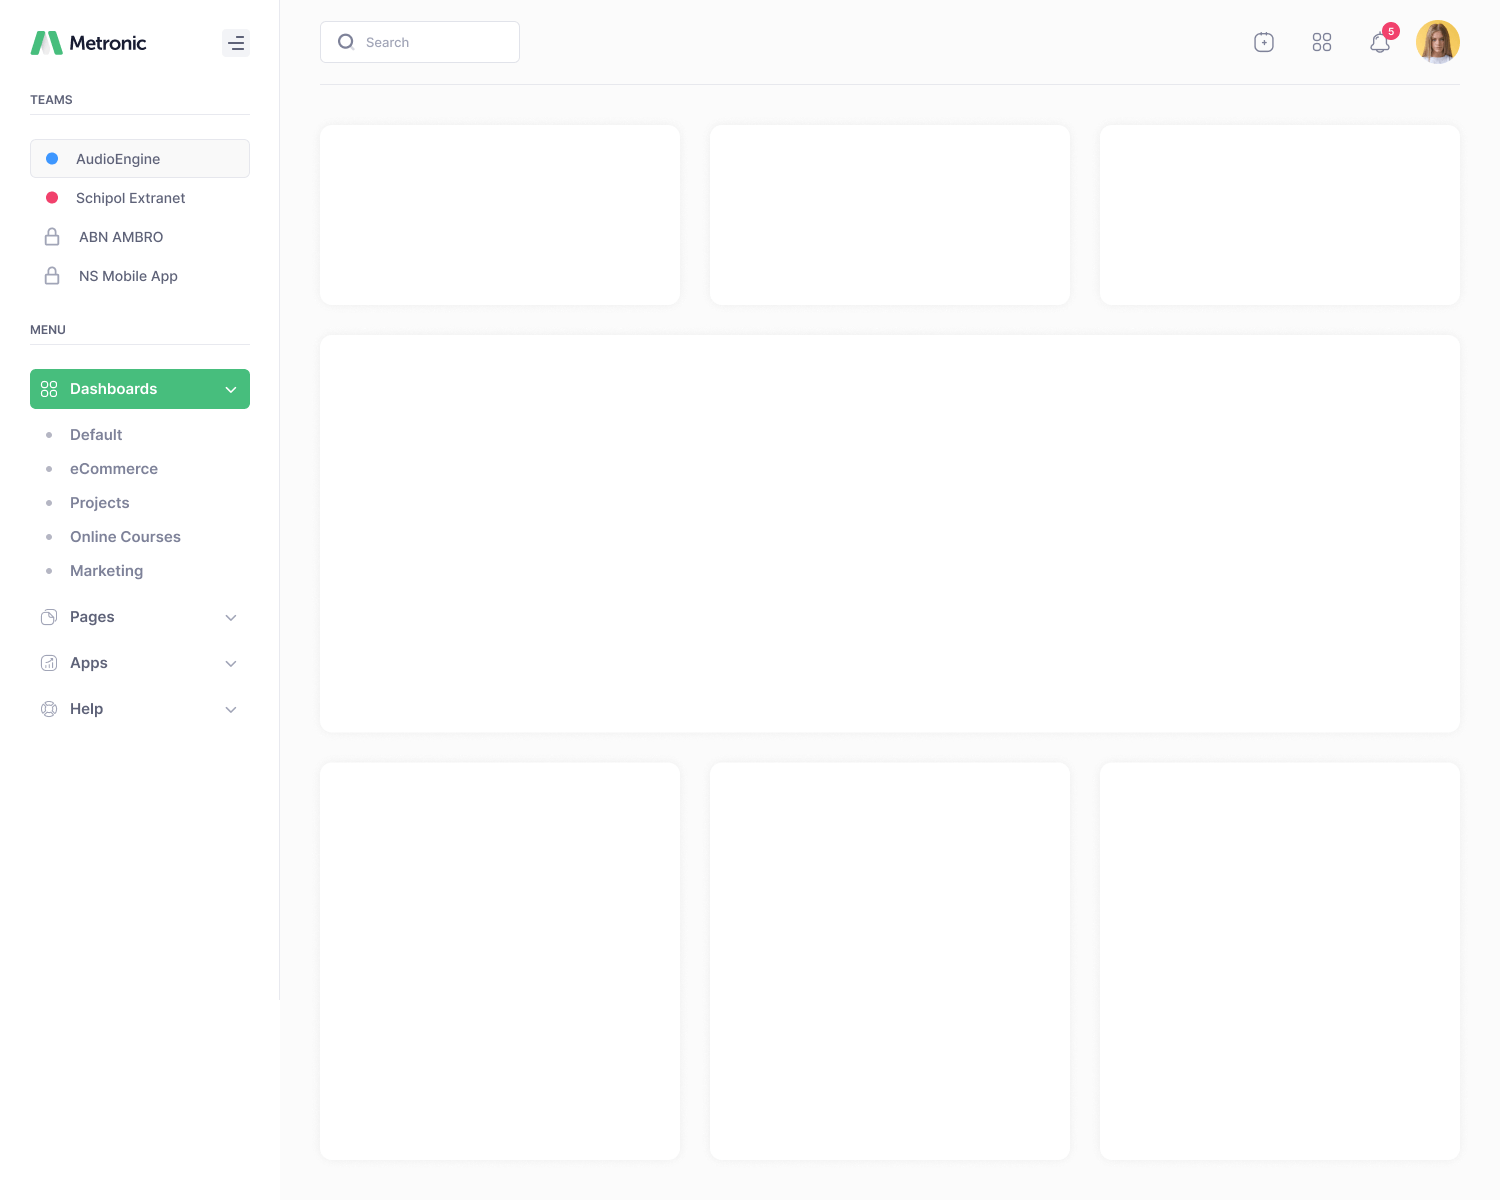 Metronic
Search
5
TEAMS
AudioEngine
Schipol Extranet
ABN AMBRO
NS Mobile App
MENU
Dashboards
Default
eCommerce
Projects
Online Courses
Marketing
Pages
Apps
Help